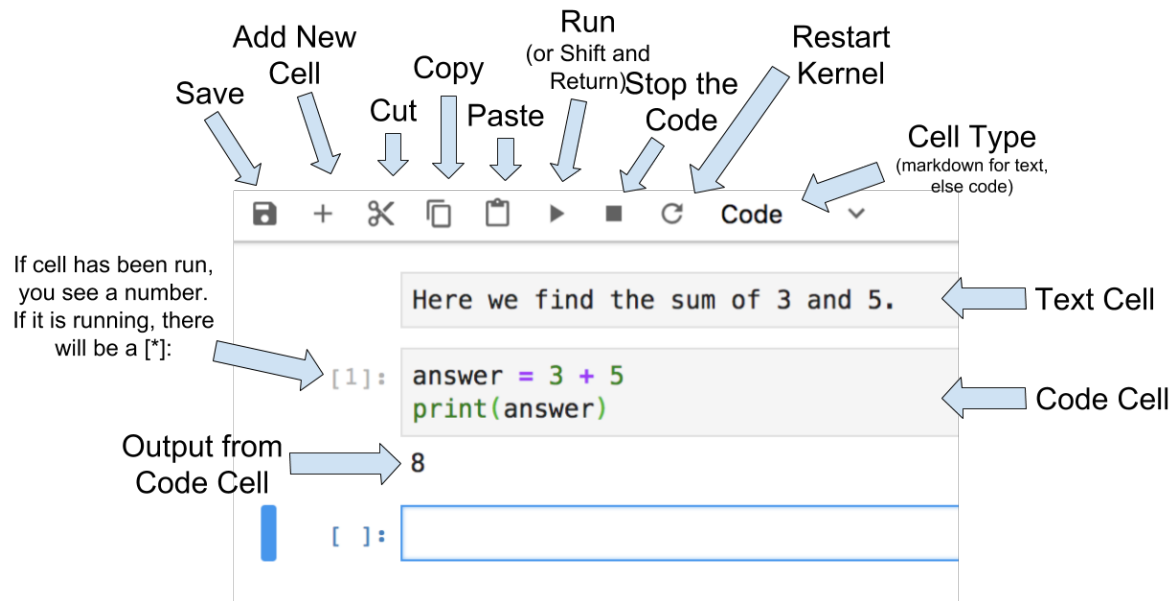 Save
Add New
Cell
Cut
Copy
Paste
Run
(or Shift and
Return)
Stop the
Code
Restart
Kernel
Cell Type
(markdown for text,
else code)
Code
If cell has been run,
you see a number.
If it is running, there
will be a [*]:
Here we find the sum of 3 and 5.
Text Cell
[1]:
answer = 3 + 5
print(answer)
Code Cell
Output from
Code Cell
8
[ ]: